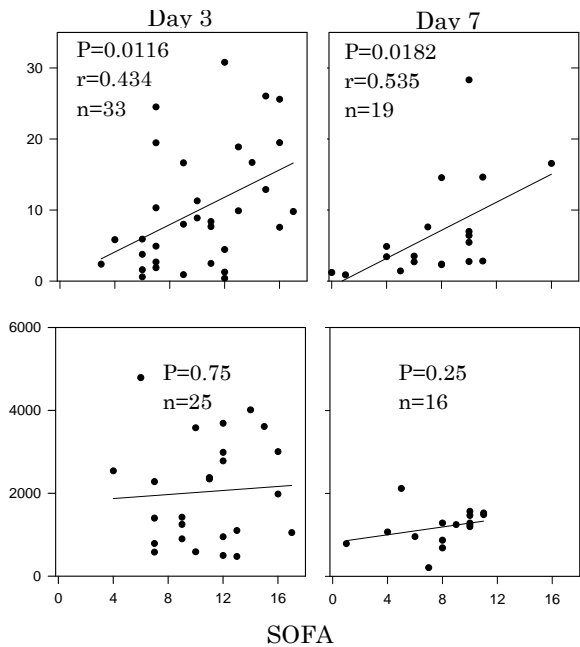 Day 3
Day 7
P=0.0116
r=0.434
n=33
P=0.0182
r=0.535
n=19
30
20
10
0
P=0.75
n=25
P=0.25
n=16
6000
4000
2000
0
0 4 8 12 16
0 4 8 12 16
SOFA